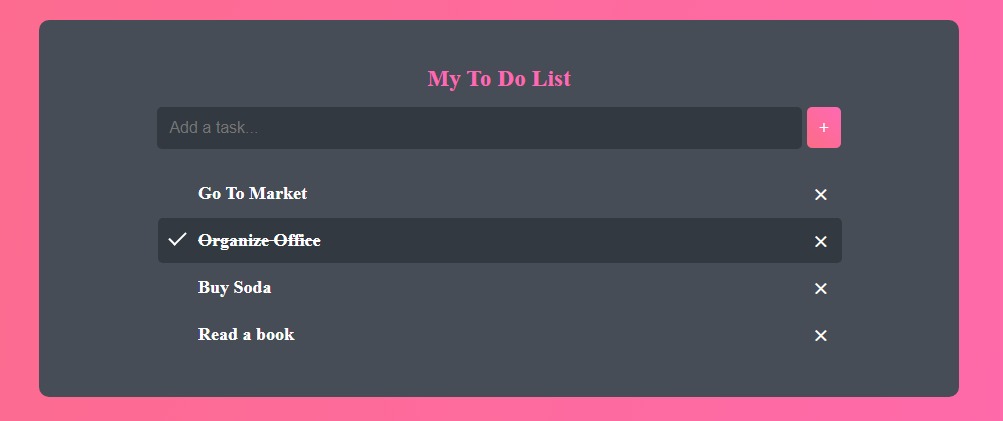 My To Do List
Add a task...
+
Go To Market
Organize Office
Buy Soda
Read a book